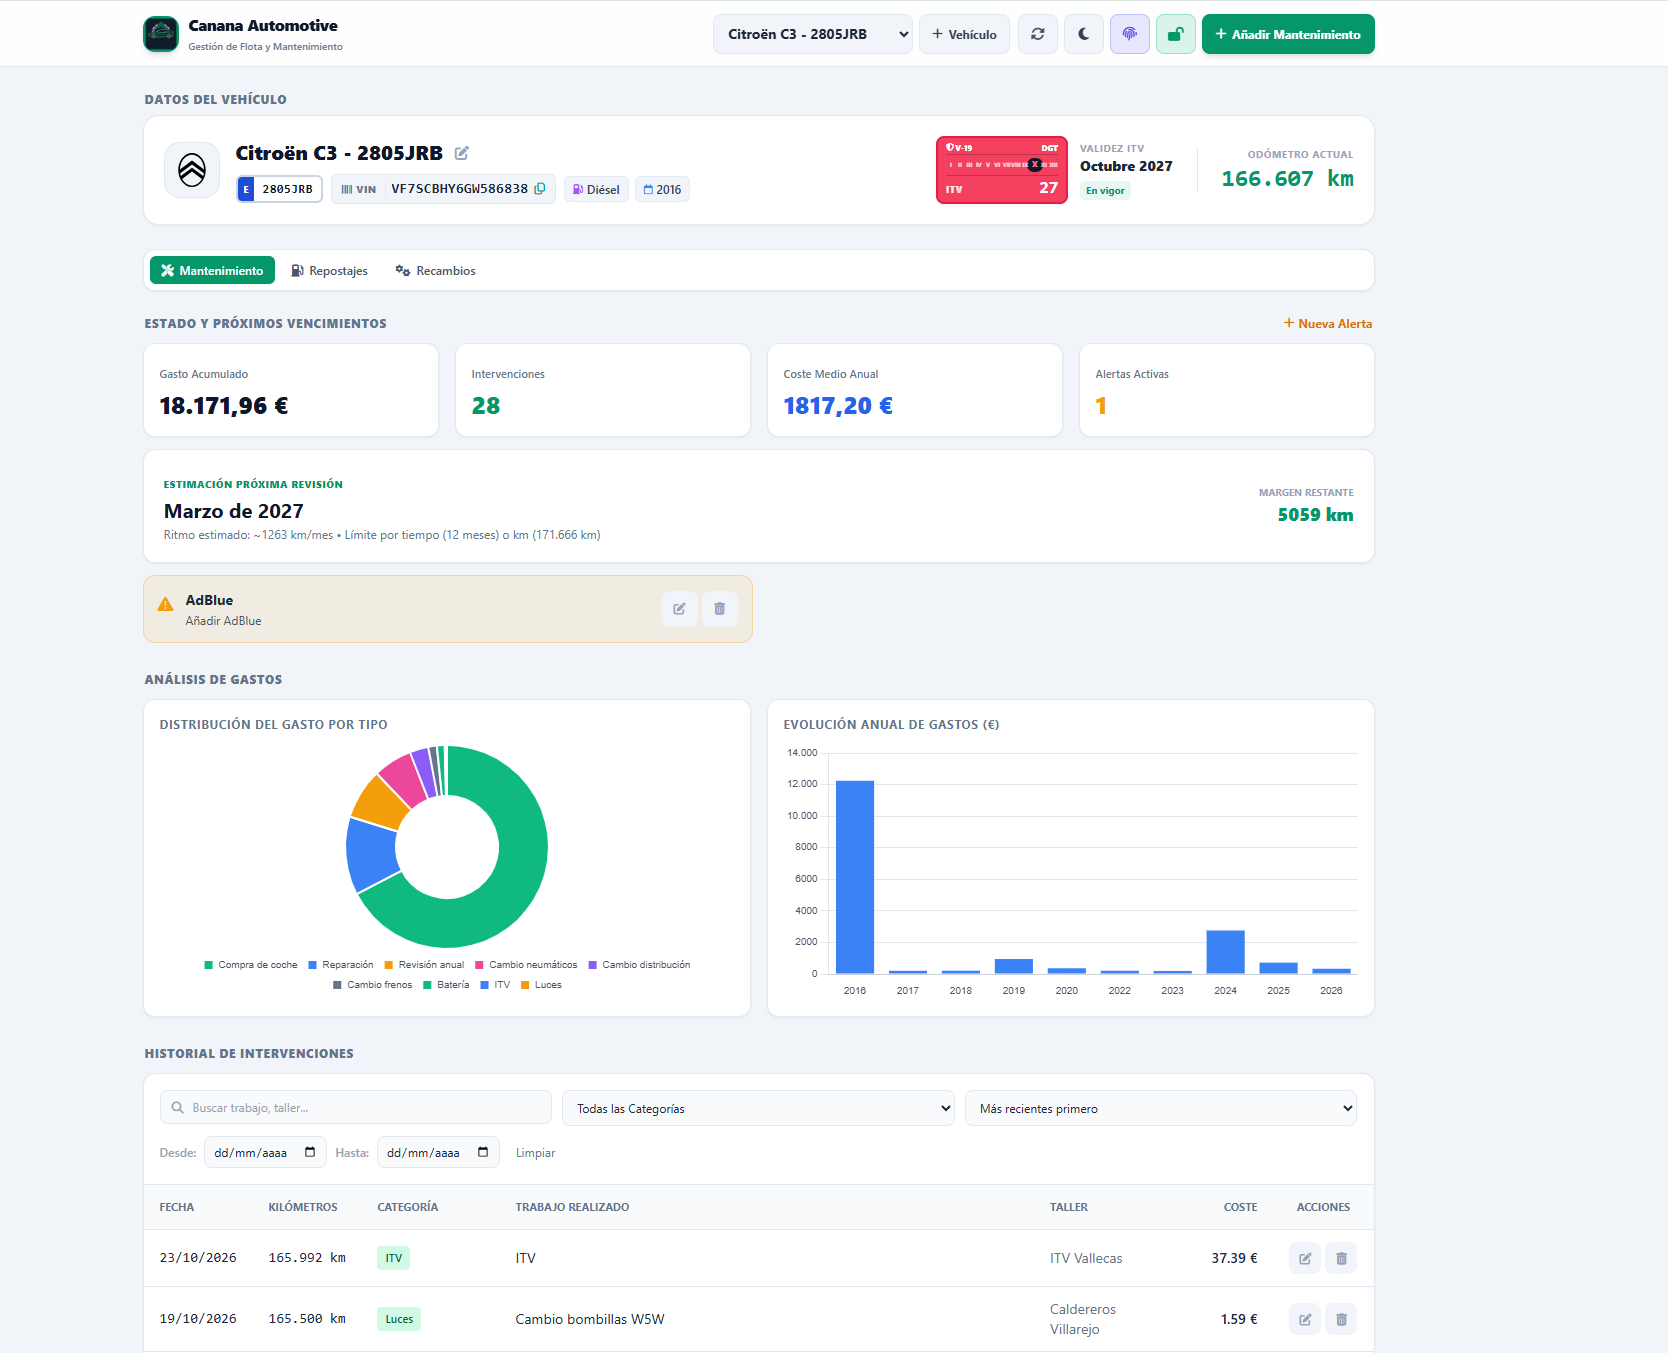 Canana Automotive
Gestión de Flota y Mantenimiento
Citroën C3 - 2805JRB
+ Vehículo
+ Añadir Mantenimiento
DATOS DEL VEHÍCULO
Citroën C3 - 2805JRB
E 2805JRB
VIN VF7SCBHY6GW586838
Diésel
2016
V-19 DGT
I II III IV V VI VII VIII IX X XI XII
ITV 27
VALIDEZ ITV
Octubre 2027
En vigor
ODÓMETRO ACTUAL
166.607 km
Mantenimiento
Repostajes
Recambios
ESTADO Y PRÓXIMOS VENCIMIENTOS
+ Nueva Alerta
Gasto Acumulado
18.171,96 €
Intervenciones
28
Coste Medio Anual
1817,20 €
Alertas Activas
1
ESTIMACIÓN PRÓXIMA REVISIÓN
Marzo de 2027
Ritmo estimado: ~1263 km/mes • Límite por tiempo (12 meses) o km (171.666 km)
MARGEN RESTANTE
5059 km
AdBlue
Añadir AdBlue
ANÁLISIS DE GASTOS
DISTRIBUCIÓN DEL GASTO POR TIPO
Compra de coche Reparación Revisión anual Cambio neumáticos Cambio distribución
Cambio frenos Batería ITV Luces
EVOLUCIÓN ANUAL DE GASTOS (€)
14.000
12.000
10.000
8000
6000
4000
2000
0
2016 2017 2018 2019 2020 2022 2023 2024 2025 2026
HISTORIAL DE INTERVENCIONES
Buscar trabajo, taller...
Todas las Categorías
Más recientes primero
Desde: dd/mm/aaaa Hasta: dd/mm/aaaa Limpiar
FECHA KILÓMETROS CATEGORÍA TRABAJO REALIZADO TALLER COSTE ACCIONES
23/10/2026 165.992 km ITV ITV ITV Vallecas 37.39 €
19/10/2026 165.500 km Luces Cambio bombillas W5W Caldereros Villarejo 1.59 €